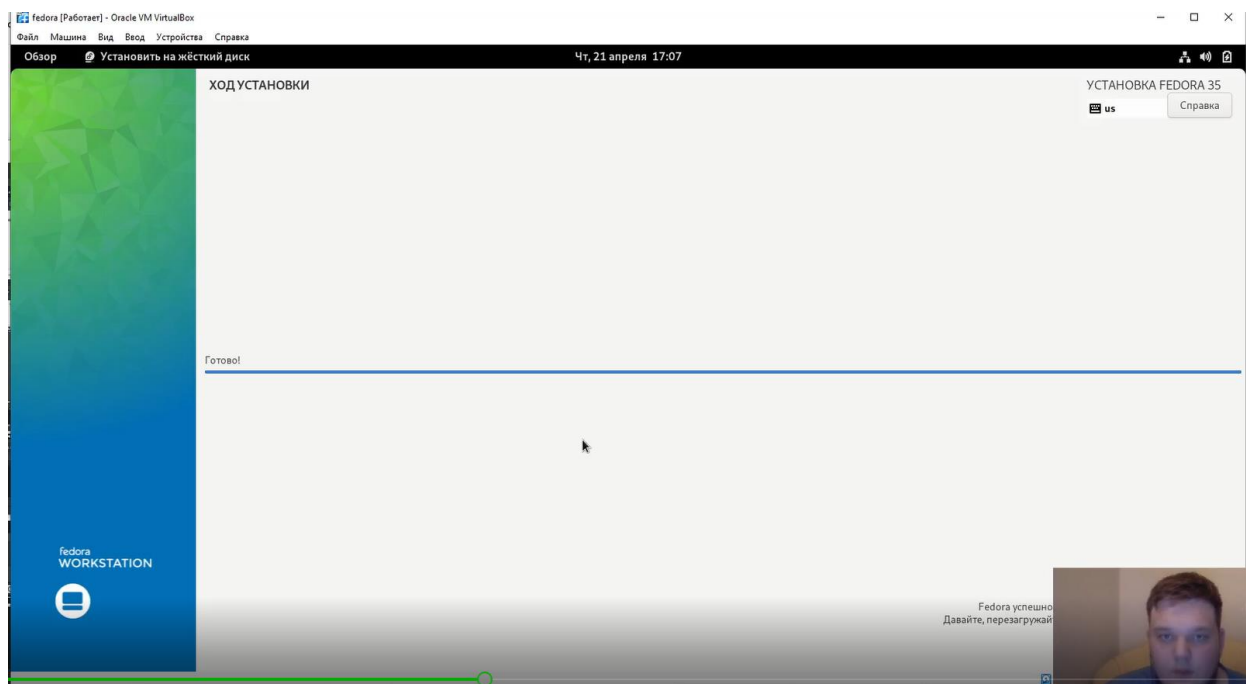 fedora [Работает] - Oracle VM VirtualBox
Файл Машина Вид Ввод Устройства Справка
Обзор Установить на жёсткий диск Чт, 21 апреля 17:07
ХОД УСТАНОВКИ УСТАНОВКА FEDORA 35
us Справка
Готово!
fedora
WORKSTATION
Fedora успешно
Давайте, перезагружай